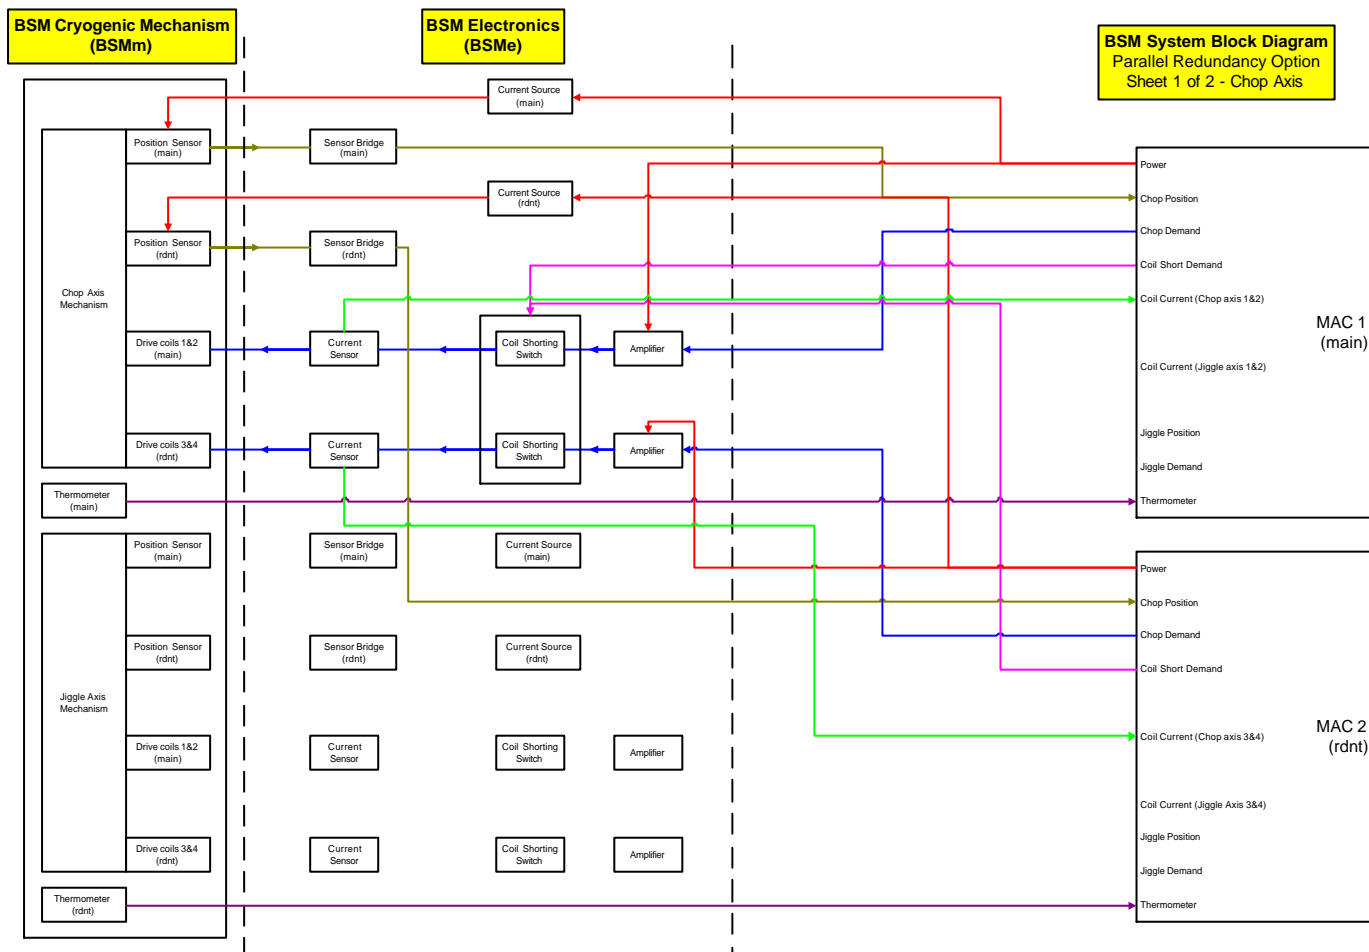 BSM Cryogenic Mechanism
(BSMm)
BSM Electronics
(BSMe)
BSM System Block Diagram
Parallel Redundancy Option
Sheet 1 of 2 - Chop Axis
Current Source
(main)
Position Sensor
(main)
Sensor Bridge
(main)
Current Source
(rdnt)
Position Sensor
(rdnt)
Sensor Bridge
(rdnt)
Chop Axis
Mechanism
Drive coils 1&2
(main)
Current
Sensor
Coil Shorting
Switch
Amplifier
Drive coils 3&4
(rdnt)
Current
Sensor
Coil Shorting
Switch
Amplifier
Thermometer
(main)
Position Sensor
(main)
Sensor Bridge
(main)
Current Source
(main)
Position Sensor
(rdnt)
Sensor Bridge
(rdnt)
Current Source
(rdnt)
Jiggle Axis
Mechanism
Drive coils 1&2
(main)
Current
Sensor
Coil Shorting
Switch
Amplifier
Drive coils 3&4
(rdnt)
Current
Sensor
Coil Shorting
Switch
Amplifier
Thermometer
(rdnt)
Power
Chop Position
Chop Demand
Coil Short Demand
Coil Current (Chop axis 1&2)
MAC 1
(main)
Coil Current (Jiggle axis 1&2)
Jiggle Position
Jiggle Demand
Thermometer
Power
Chop Position
Chop Demand
Coil Short Demand
Coil Current (Chop axis 3&4)
MAC 2
(rdnt)
Coil Current (Jiggle Axis 3&4)
Jiggle Position
Jiggle Demand
Thermometer